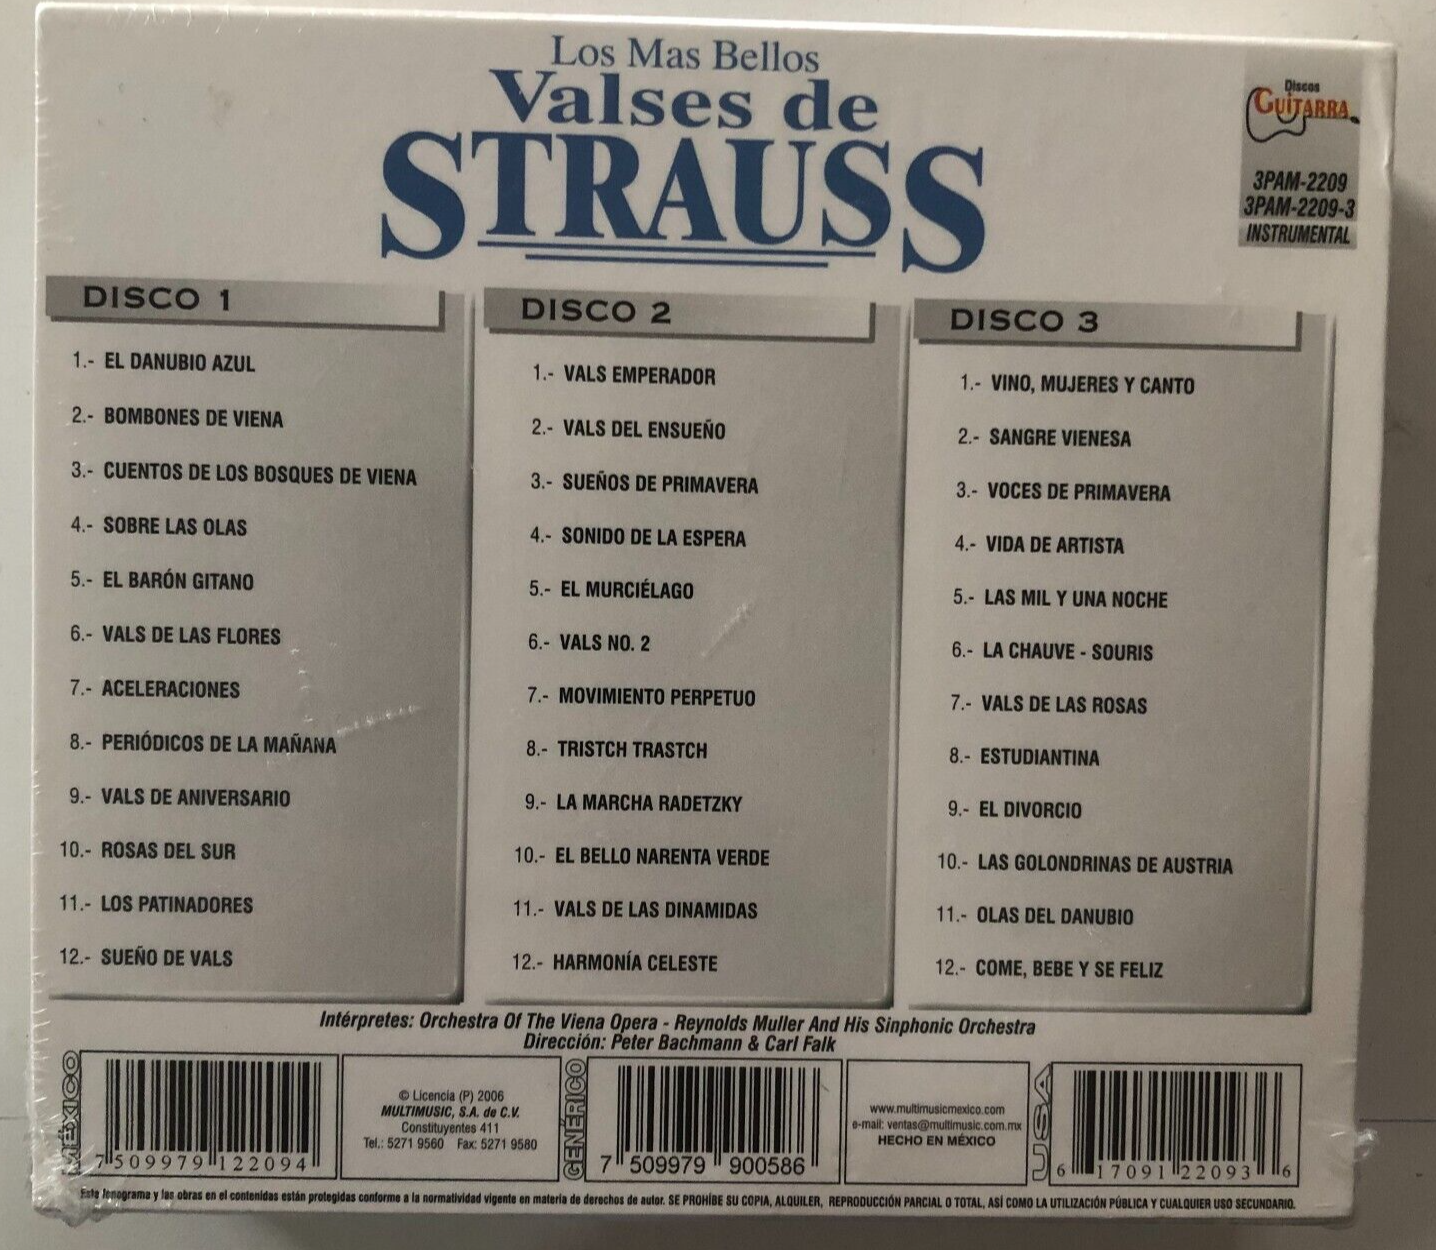 Los Mas Bellos
Valses de
STRAUSS
Discos
GUITARRA
3PAM-2209
3PAM-2209-3
INSTRUMENTAL
DISCO 1
1.- EL DANUBIO AZUL
2.- BOMBONES DE VIENA
3.- CUENTOS DE LOS BOSQUES DE VIENA
4.- SOBRE LAS OLAS
5.- EL BARÓN GITANO
6.- VALS DE LAS FLORES
7.- ACELERACIONES
8.- PERIÓDICOS DE LA MAÑANA
9.- VALS DE ANIVERSARIO
10.- ROSAS DEL SUR
11.- LOS PATINADORES
12.- SUEÑO DE VALS
DISCO 2
1.- VALS EMPERADOR
2.- VALS DEL ENSUEÑO
3.- SUEÑOS DE PRIMAVERA
4.- SONIDO DE LA ESPERA
5.- EL MURCIÉLAGO
6.- VALS NO. 2
7.- MOVIMIENTO PERPETUO
8.- TRISTCH TRASTCH
9.- LA MARCHA RADETZKY
10.- EL BELLO NARENTA VERDE
11.- VALS DE LAS DINAMIDAS
12.- HARMONÍA CELESTE
DISCO 3
1.- VINO, MUJERES Y CANTO
2.- SANGRE VIENESA
3.- VOCES DE PRIMAVERA
4.- VIDA DE ARTISTA
5.- LAS MIL Y UNA NOCHE
6.- LA CHAUVE - SOURIS
7.- VALS DE LAS ROSAS
8.- ESTUDIANTINA
9.- EL DIVORCIO
10.- LAS GOLONDRINAS DE AUSTRIA
11.- OLAS DEL DANUBIO
12.- COME, BEBE Y SE FELIZ
Intérpretes: Orchestra Of The Viena Opera - Reynolds Muller And His Sinphonic Orchestra
Dirección: Peter Bachmann & Carl Falk
MÉXICO
7 509979 122094
© Licencia (P) 2006
MULTIMUSIC, S.A. de C.V.
Constituyentes 411
Tel.: 5271 9560 Fax: 5271 9580
GENÉRICO
7 509979 900586
www.multimusicmexico.com
e-mail: ventas@multimusic.com.mx
HECHO EN MÉXICO
USA
6 17091 22093 6
Este fonograma y las obras en el contenidas están protegidas conforme a la normatividad vigente en materia de derechos de autor. SE PROHÍBE SU COPIA, ALQUILER, REPRODUCCIÓN PARCIAL O TOTAL, ASÍ COMO LA UTILIZACIÓN PÚBLICA Y CUALQUIER USO SECUNDARIO.